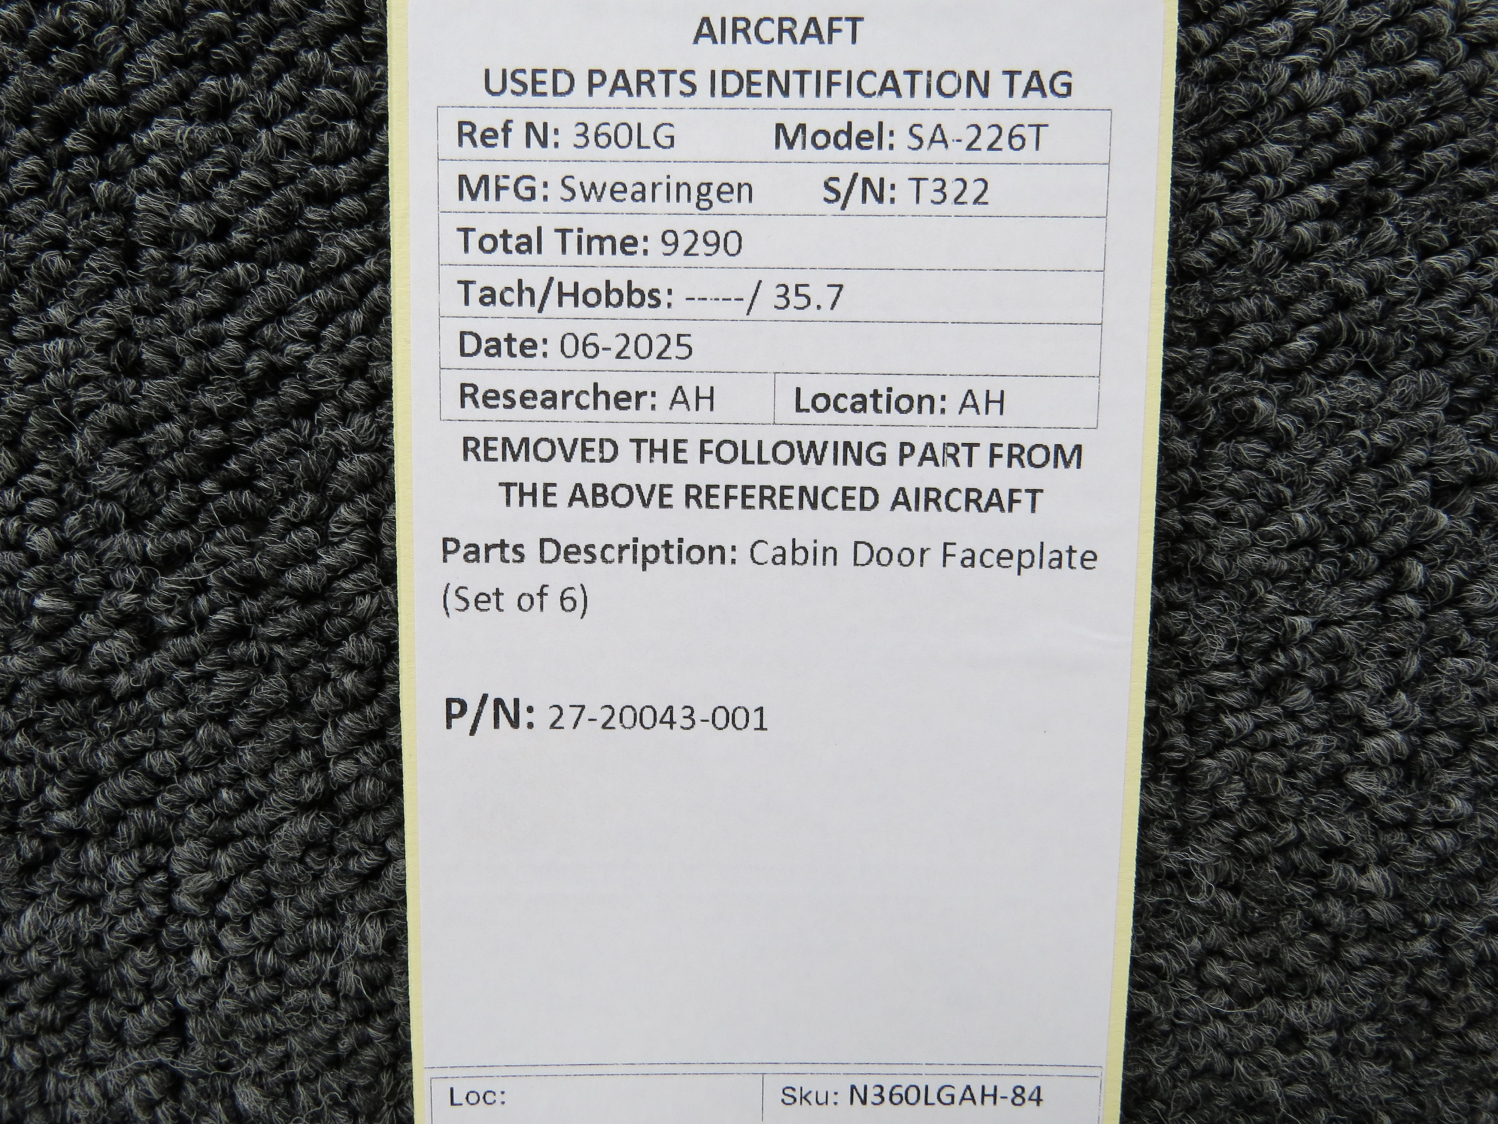 AIRCRAFT
USED PARTS IDENTIFICATION TAG
Ref N: 360LG Model: SA-226T
MFG: Swearingen S/N: T322
Total Time: 9290
Tach/Hobbs: -----/ 35.7
Date: 06-2025
Researcher: AH Location: AH
REMOVED THE FOLLOWING PART FROM
THE ABOVE REFERENCED AIRCRAFT
Parts Description: Cabin Door Faceplate
(Set of 6)
P/N: 27-20043-001
Loc: Sku: N360LGAH-84